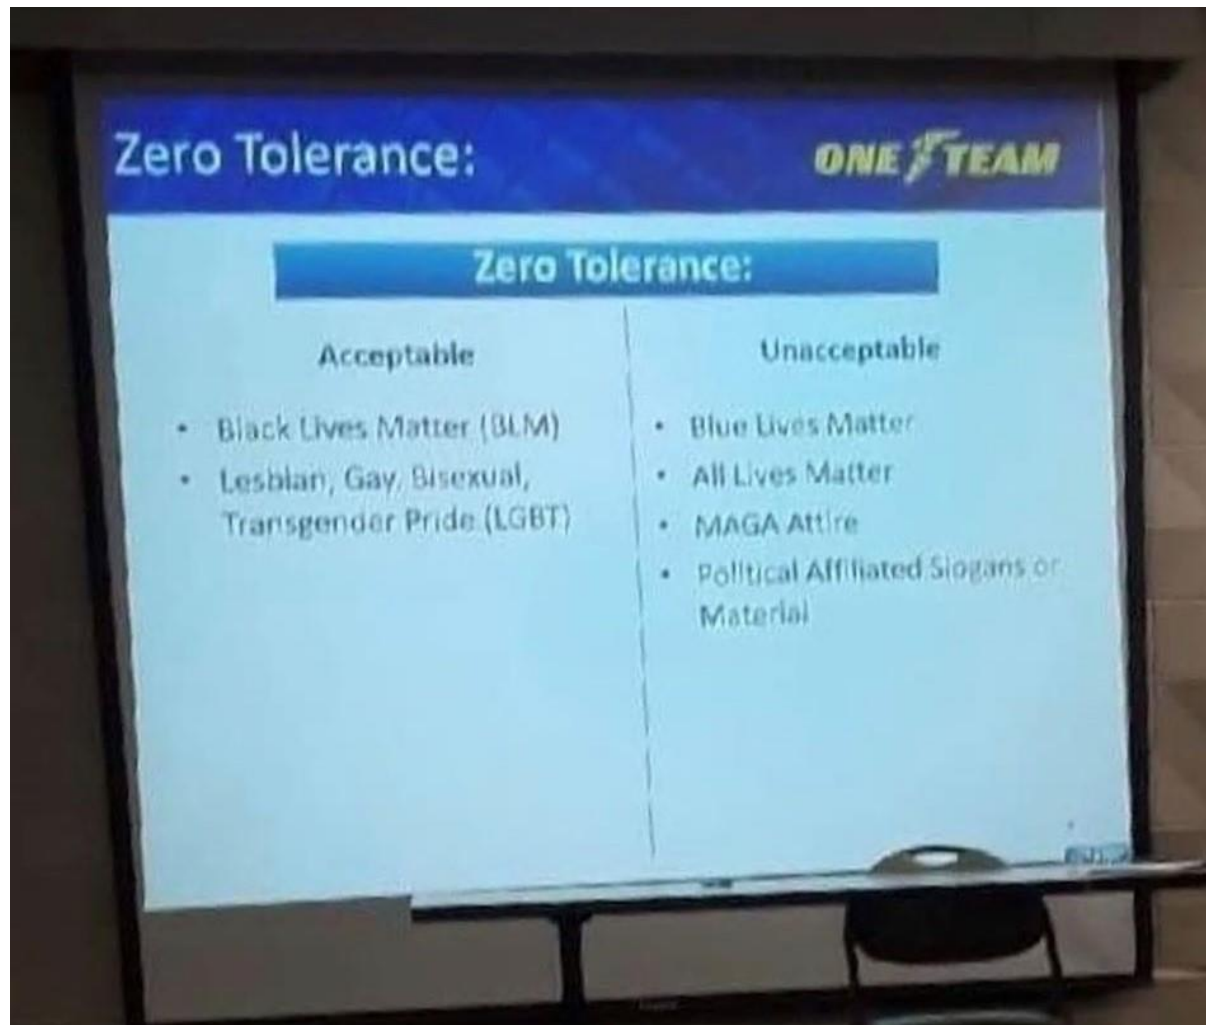 Zero Tolerance:
ONE TEAM
Zero Tolerance:
Acceptable
• Black Lives Matter (BLM)
• Lesbian, Gay, Bisexual,
Transgender Pride (LGBT)
Unacceptable
• Blue Lives Matter
• All Lives Matter
• MAGA Attire
• Political Affiliated Slogans or
Material